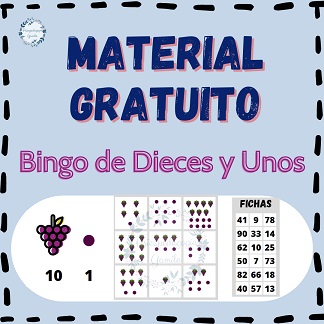 MATERIAL
GRATUITO
Bingo de Dieces y Unos
10 1
FICHAS
41 9 78
90 33 14
62 10 25
50 7 73
82 66 18
40 57 13